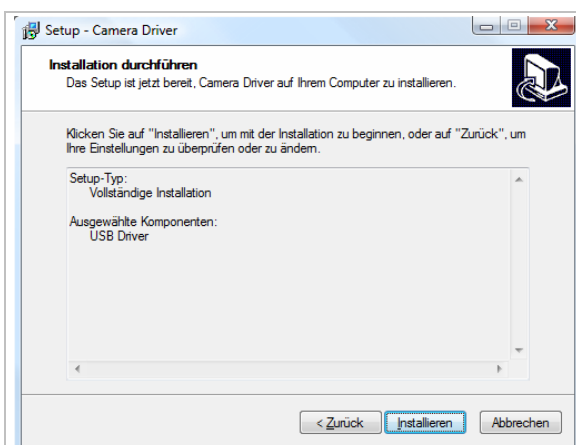 Setup - Camera Driver
Installation durchführen
Das Setup ist jetzt bereit, Camera Driver auf Ihrem Computer zu installieren.
Klicken Sie auf "Installieren", um mit der Installation zu beginnen, oder auf "Zurück", um
Ihre Einstellungen zu überprüfen oder zu ändern.
Setup-Typ:
Vollständige Installation
Ausgewählte Komponenten:
USB Driver
< Zurück
Installieren
Abbrechen